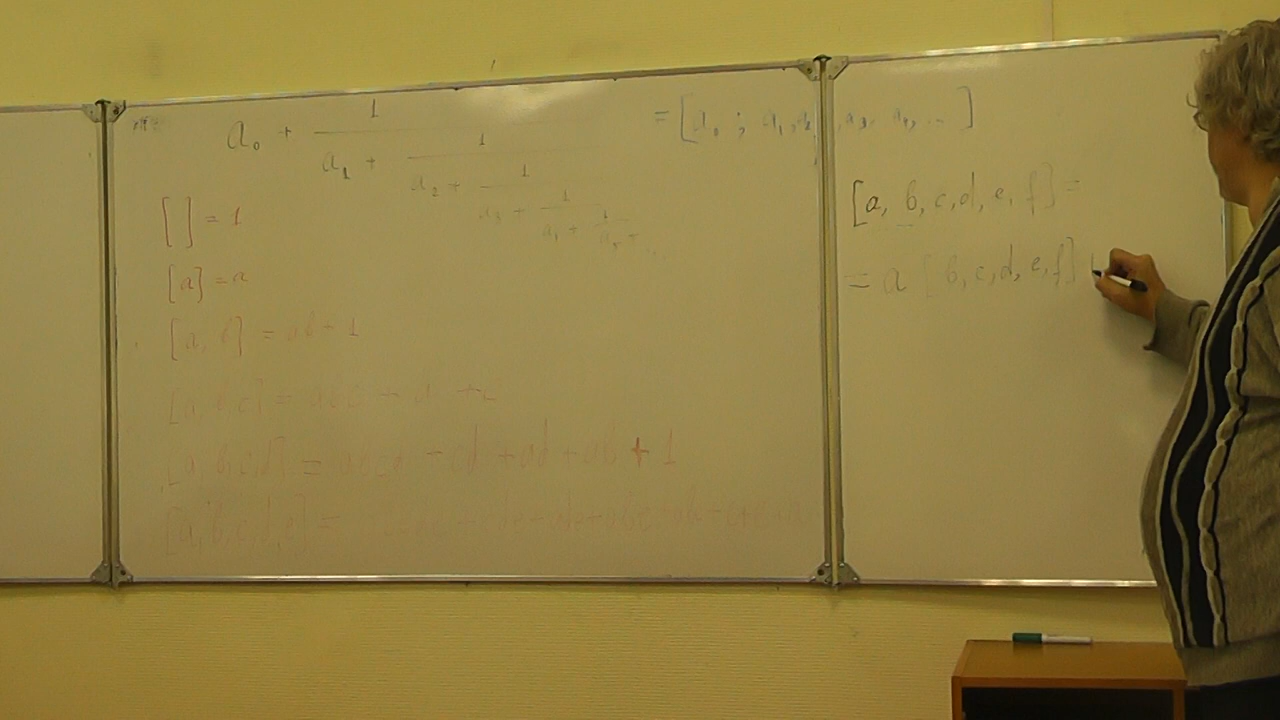 a₀ + 1/(a₁ + 1/(a₂ + 1/(a₃ + 1/(a₄ + 1/(a₅ + ... = [a₀ ; a₁, a₂, a₃, a₄, ...]
[ ] = 1
[a] = a
[a, b] = ab + 1
[a, b, c] = abc + a + c
[a, b, c, d] = + cd + ad + ab + 1
[a, b, c, d, e] =
[a, b, c, d, e, f] =
= a [b, c, d, e, f]